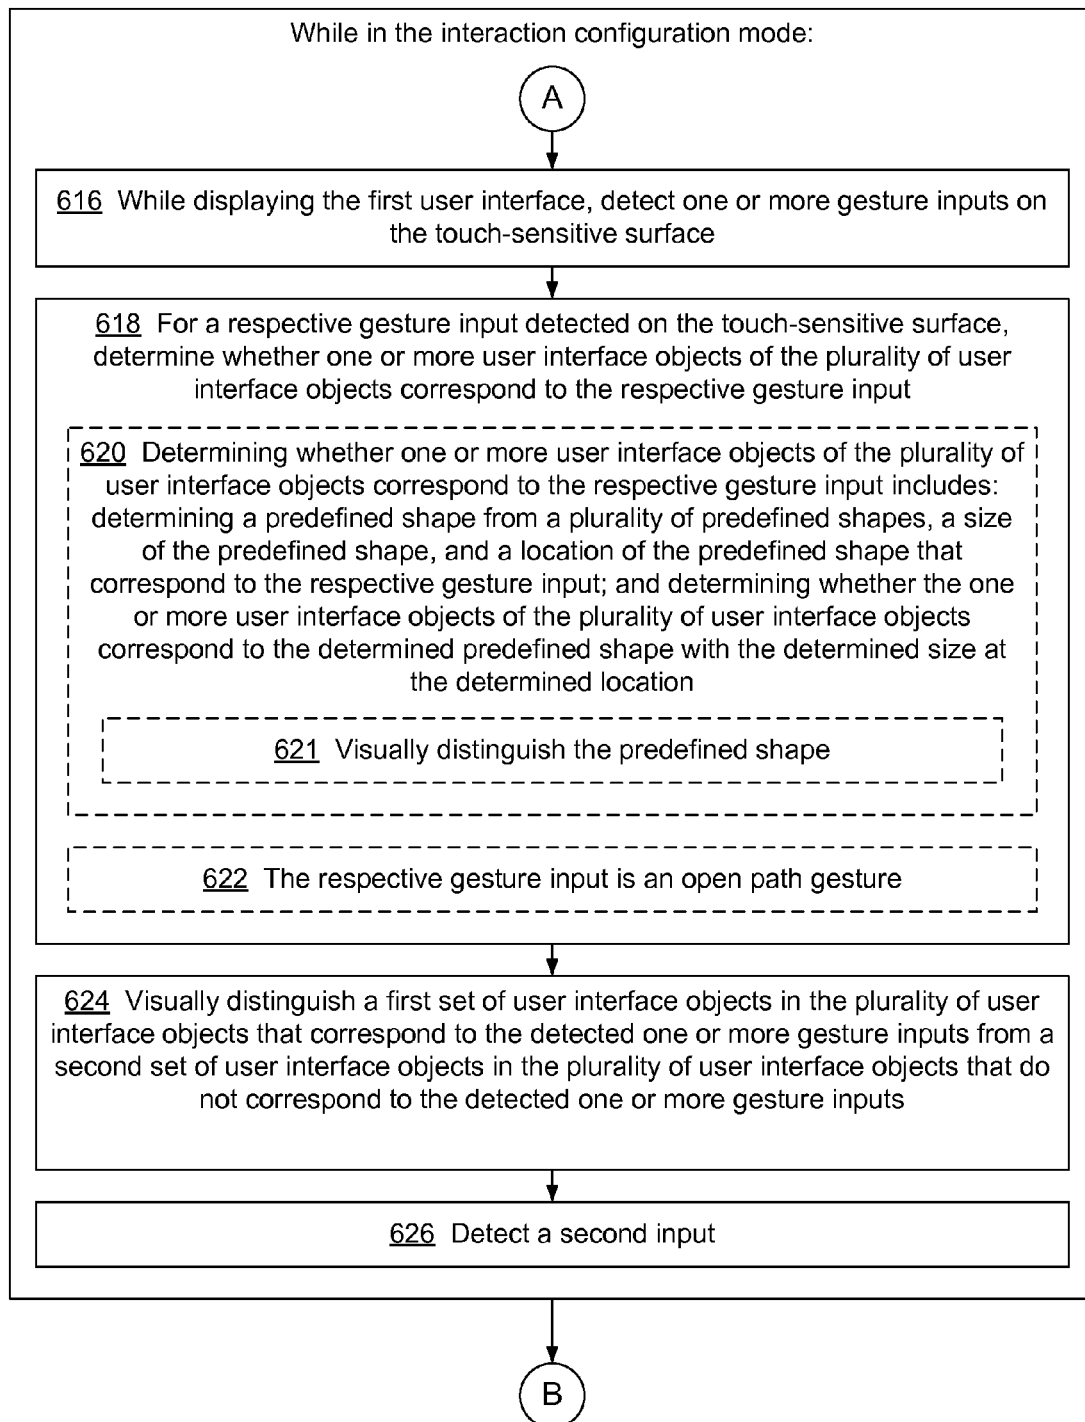 While in the interaction configuration mode:
A
616 While displaying the first user interface, detect one or more gesture inputs on
the touch-sensitive surface
618 For a respective gesture input detected on the touch-sensitive surface,
determine whether one or more user interface objects of the plurality of user
interface objects correspond to the respective gesture input
620 Determining whether one or more user interface objects of the plurality of
user interface objects correspond to the respective gesture input includes:
determining a predefined shape from a plurality of predefined shapes, a size
of the predefined shape, and a location of the predefined shape that
correspond to the respective gesture input; and determining whether the one
or more user interface objects of the plurality of user interface objects
correspond to the determined predefined shape with the determined size at
the determined location
621 Visually distinguish the predefined shape
622 The respective gesture input is an open path gesture
624 Visually distinguish a first set of user interface objects in the plurality of user
interface objects that correspond to the detected one or more gesture inputs from a
second set of user interface objects in the plurality of user interface objects that do
not correspond to the detected one or more gesture inputs
626 Detect a second input
B